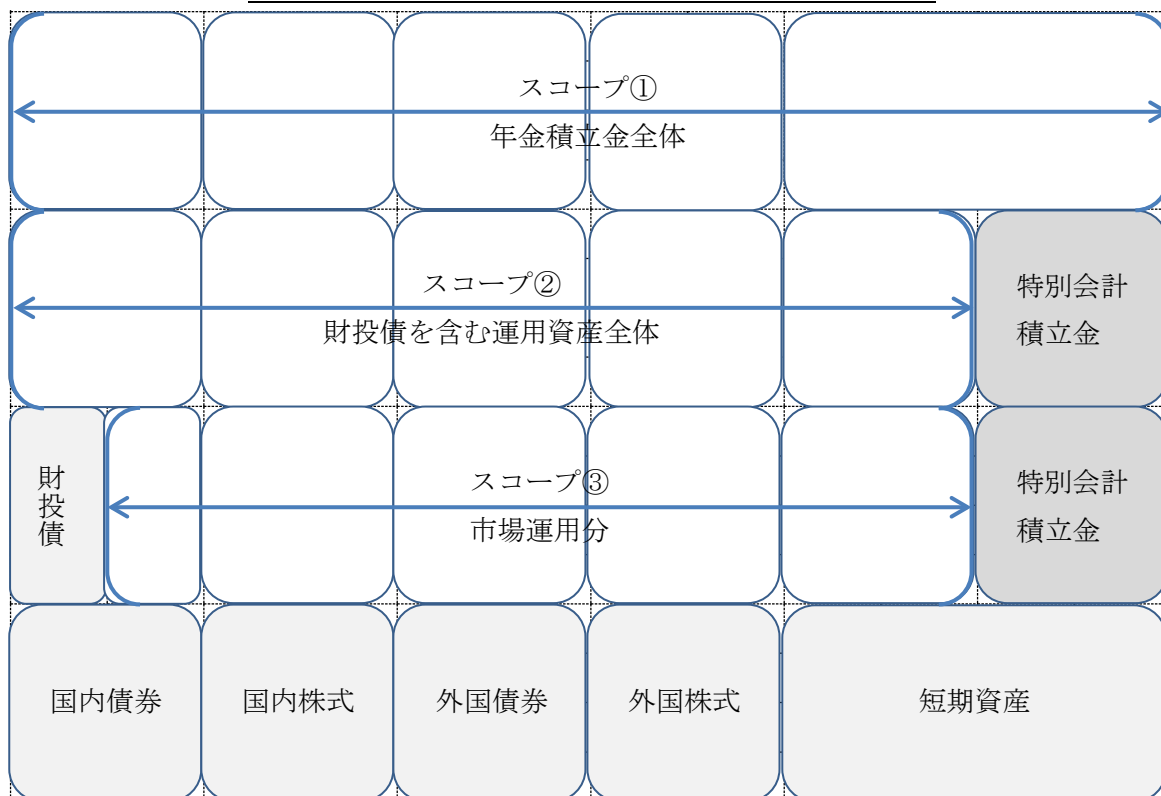 スコープ①
年金積立金全体
スコープ②
財投債を含む運用資産全体
特別会計
積立金
財投債
スコープ③
市場運用分
特別会計
積立金
国内債券
国内株式
外国債券
外国株式
短期資産